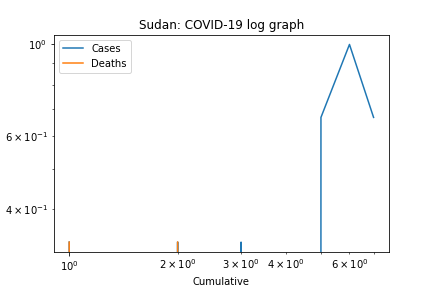 Sudan: COVID-19 log graph
10⁰
6 × 10⁻¹
4 × 10⁻¹
Cases
Deaths
10⁰
2 × 10⁰
3 × 10⁰
4 × 10⁰
6 × 10⁰
Cumulative